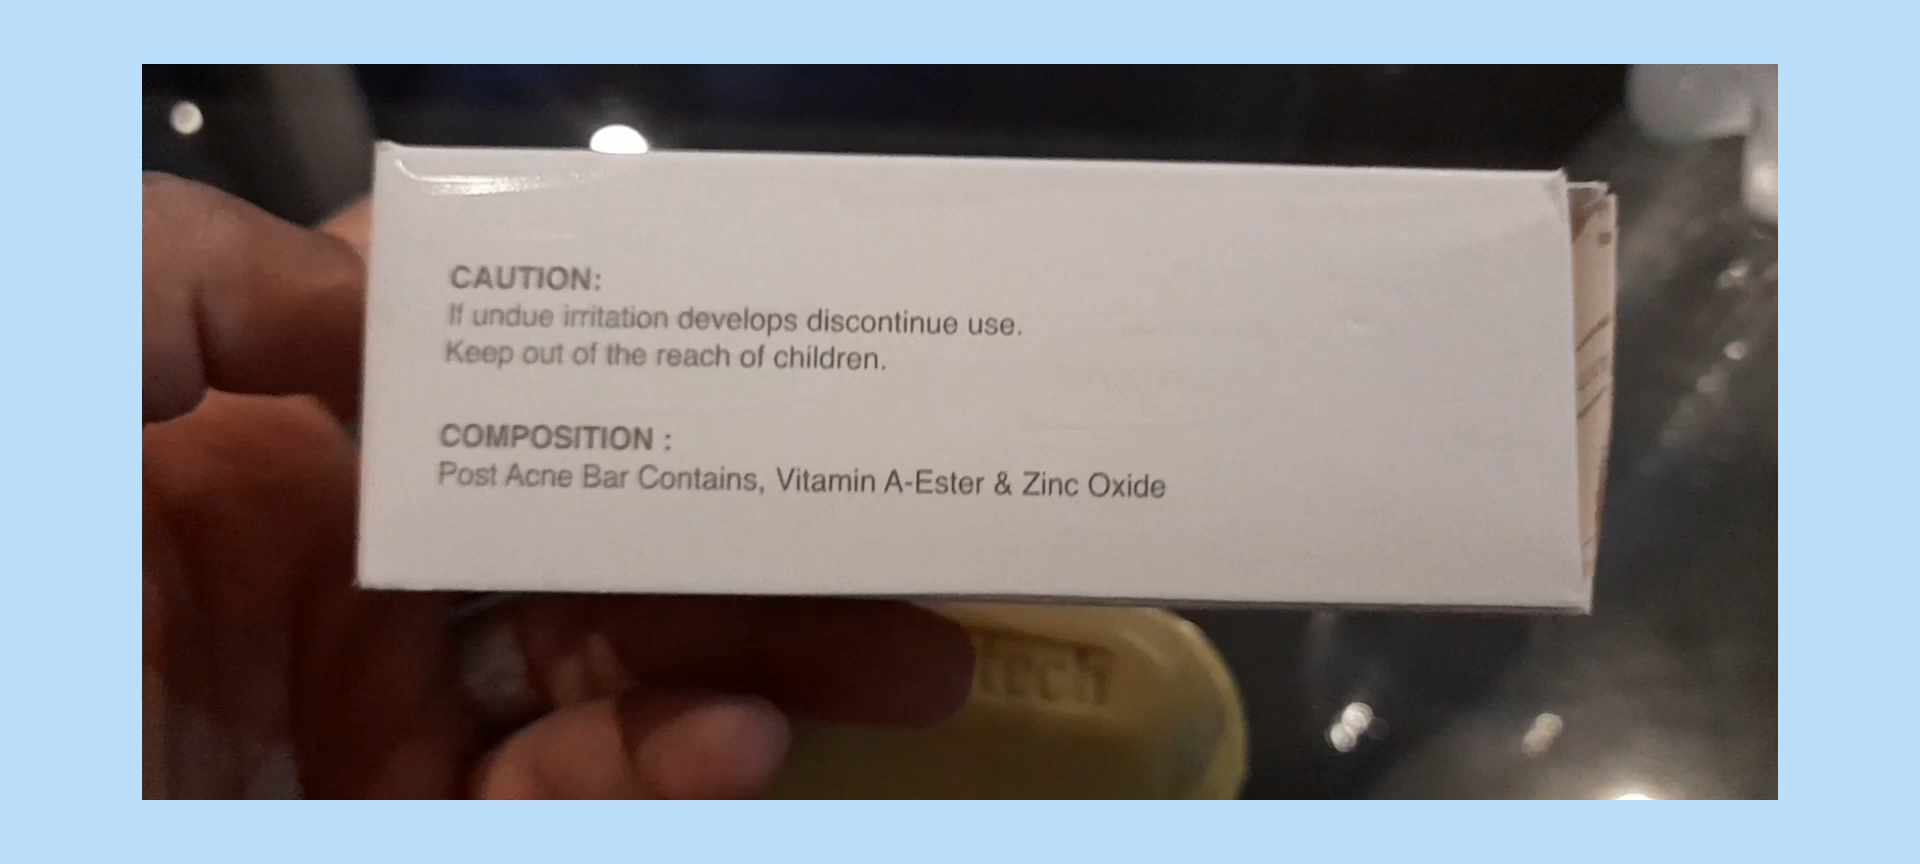 CAUTION:
If undue irritation develops discontinue use.
Keep out of the reach of children.
COMPOSITION :
Post Acne Bar Contains, Vitamin A-Ester & Zinc Oxide
tech